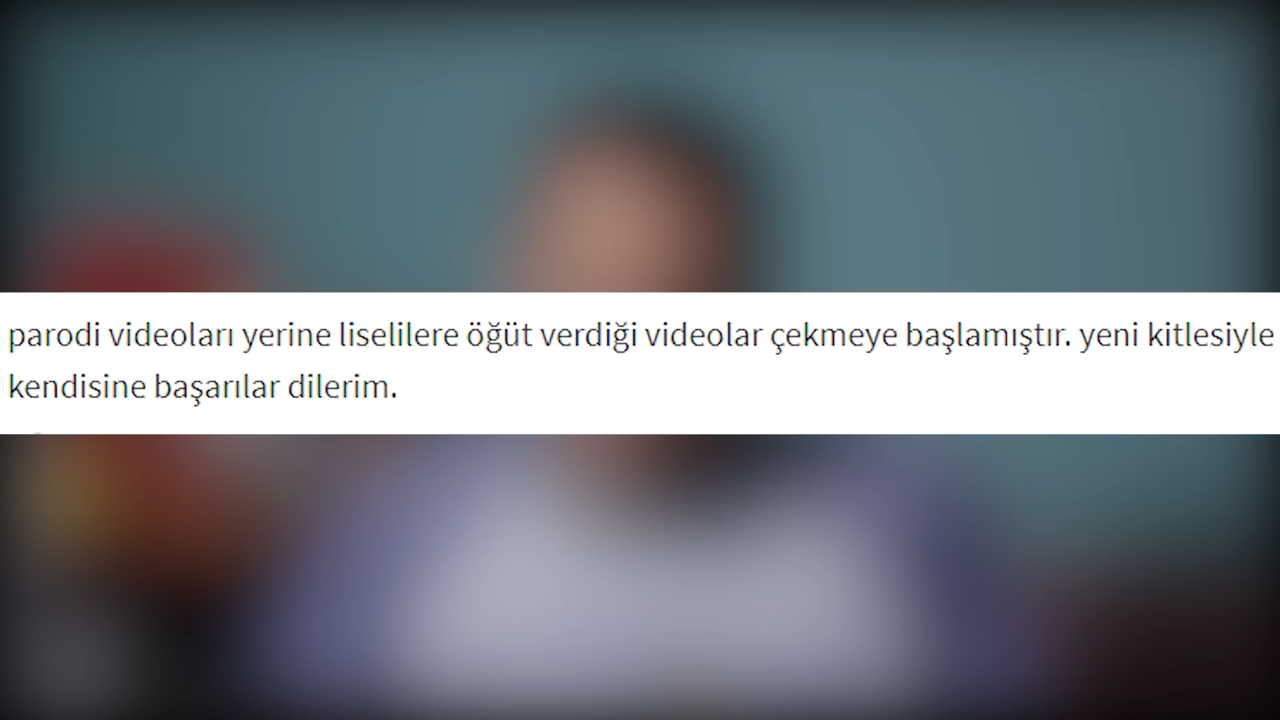 parodi videoları yerine liselilere öğüt verdiği videolar çekmeye başlamıştır. yeni kitlesiyle
kendisine başarılar dilerim.